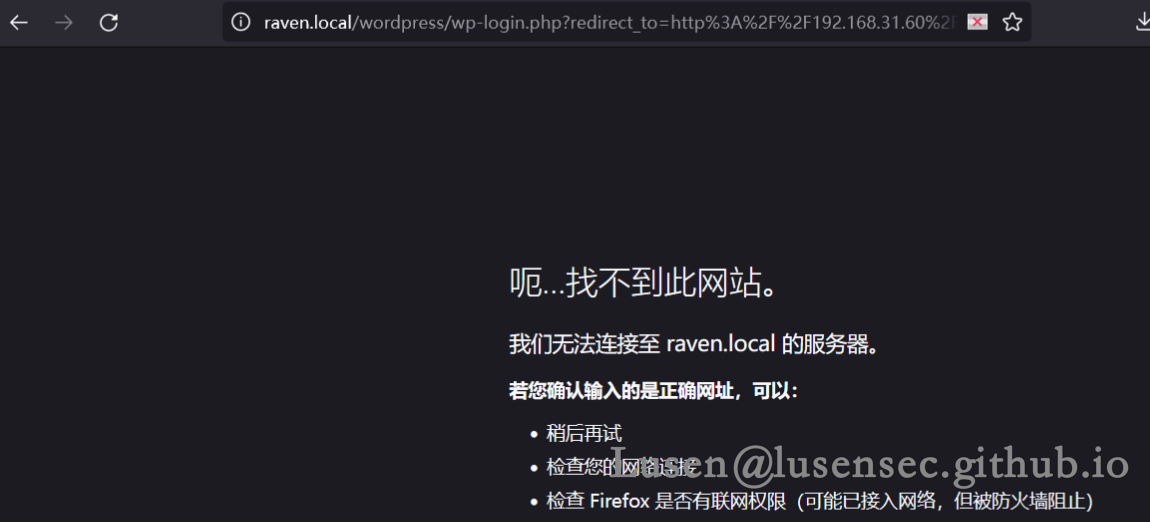 raven.local/wordpress/wp-login.php?redirect_to=http%3A%2F%2F192.168.31.60%2F
呃...找不到此网站。
我们无法连接至 raven.local 的服务器。
若您确认输入的是正确网址，可以：
• 稍后再试
• 检查您的网络连接
Lusen@lusensec.github.io
• 检查 Firefox 是否有联网权限（可能已接入网络，但被防火墙阻止）